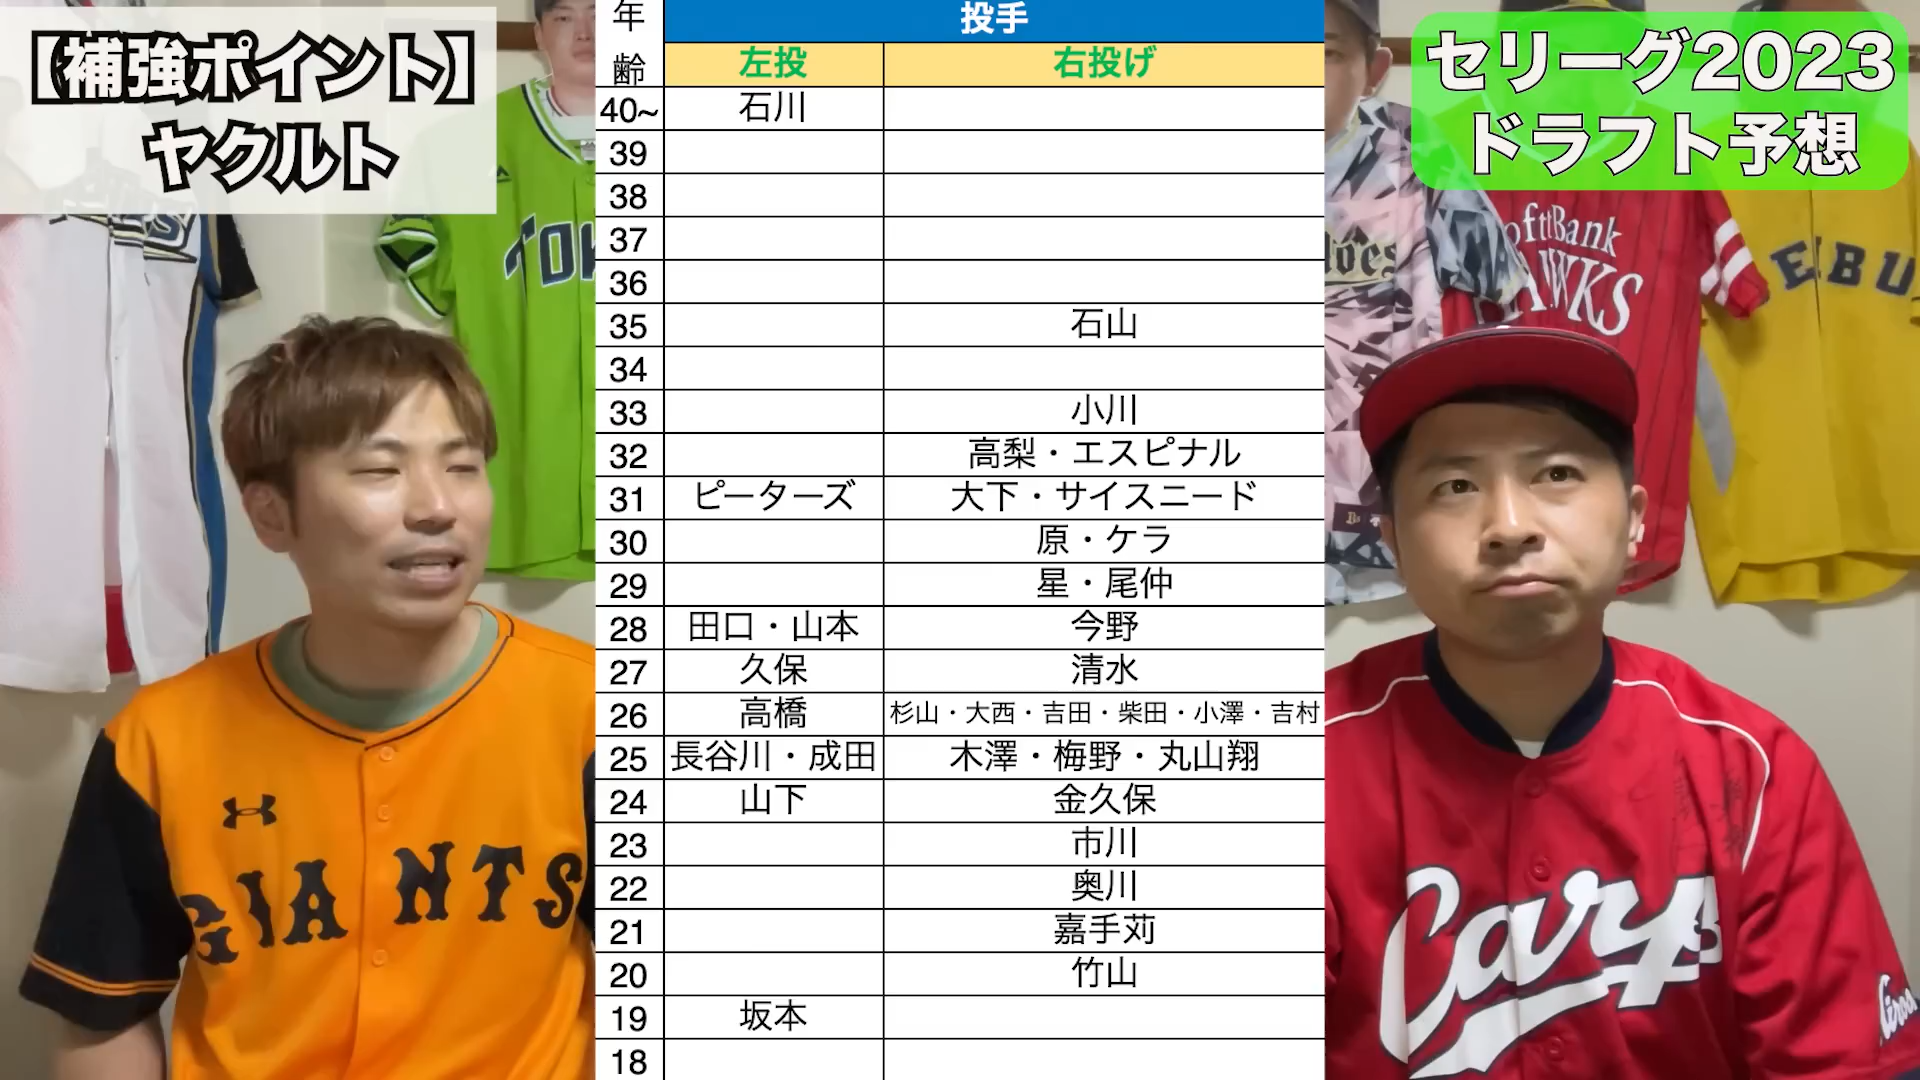 【補強ポイント】
ヤクルト
セリーグ2023
ドラフト予想
年齢 投手
左投 右投げ
40~ 石川
39
38
37
36
35 石山
34
33 小川
32 高梨・エスピナル
31 ピーターズ 大下・サイスニード
30 原・ケラ
29 星・尾仲
28 田口・山本 今野
27 久保 清水
26 高橋 杉山・大西・吉田・柴田・小澤・吉村
25 長谷川・成田 木澤・梅野・丸山翔
24 山下 金久保
23 市川
22 奥川
21 嘉手苅
20 竹山
19 坂本
18
TOK
SoftBank
HAWKS
GIANTS
Carp